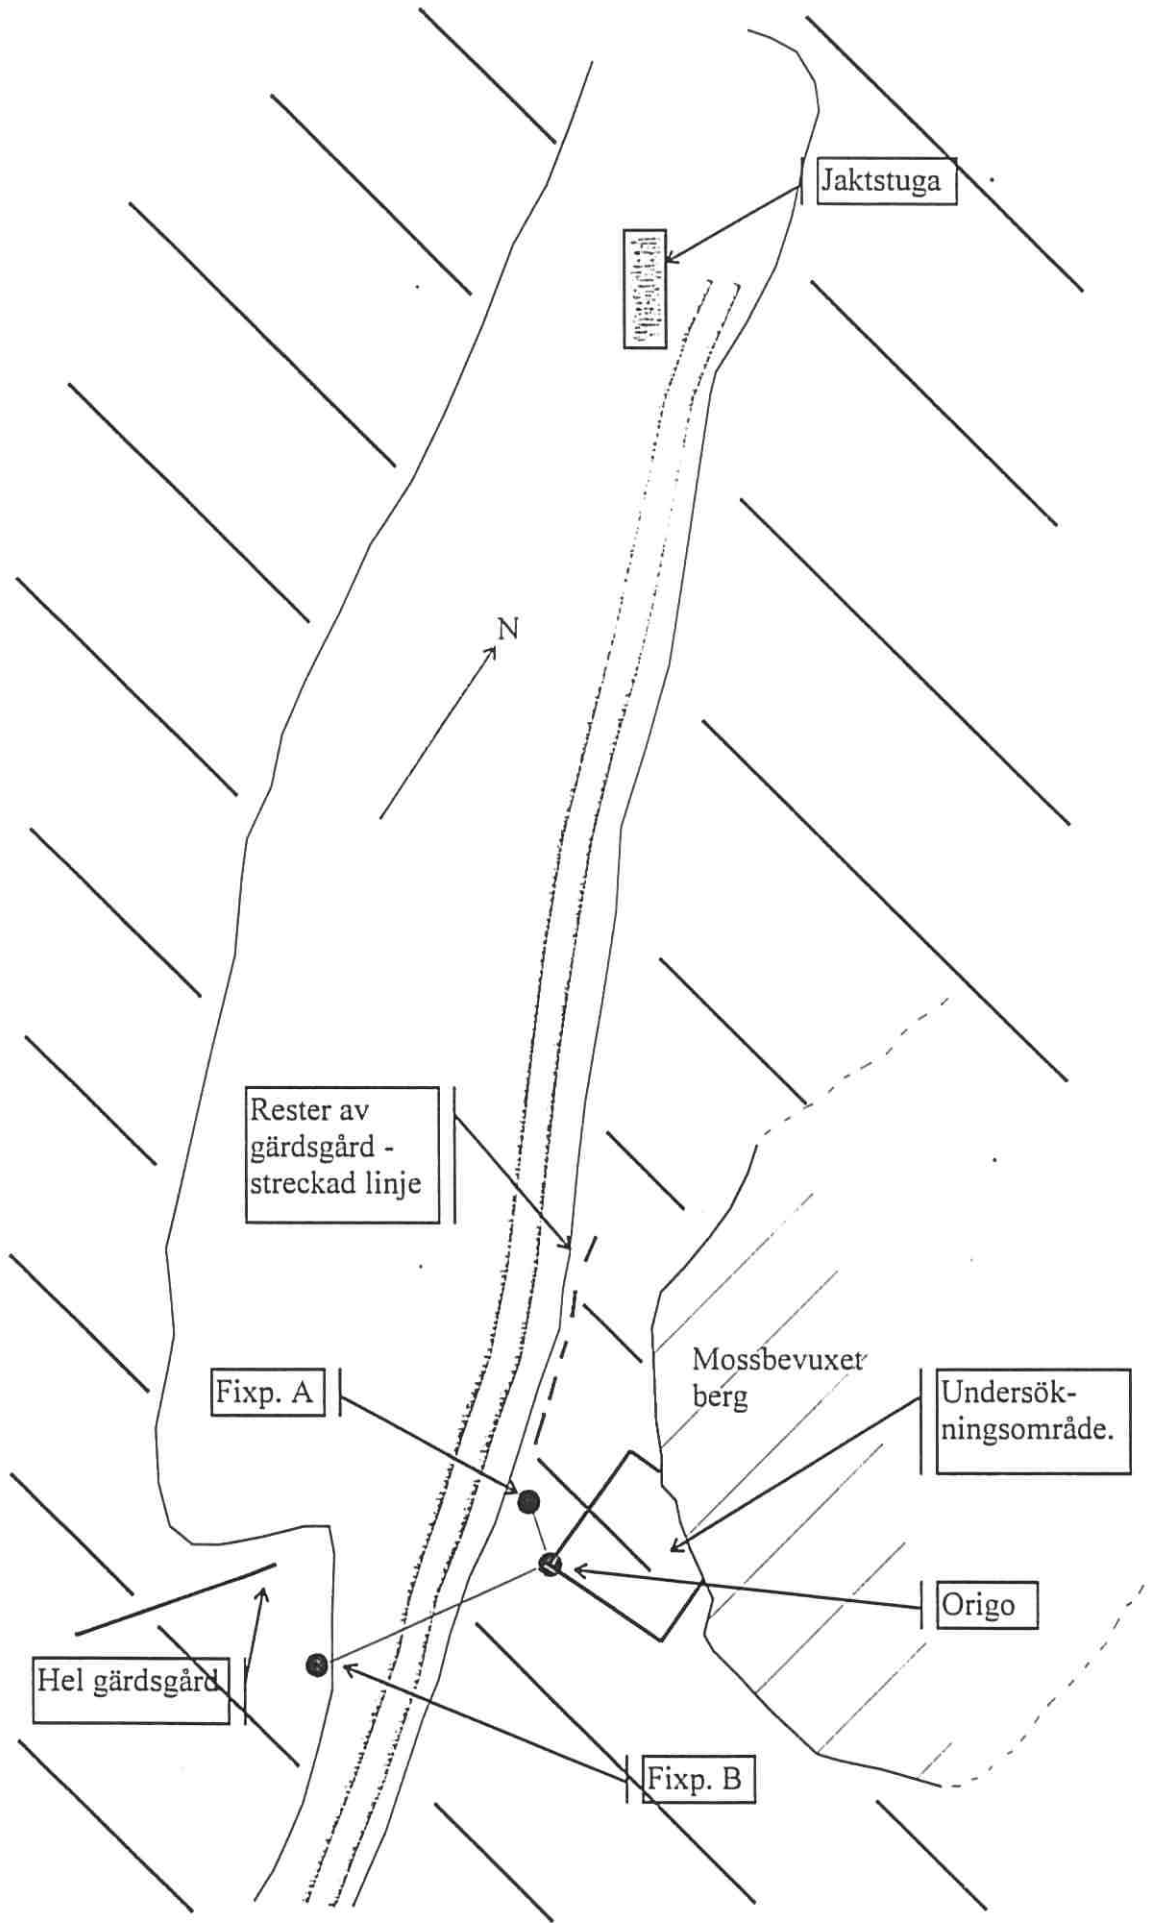 Jaktstuga
N
Rester av
gärdsgård -
streckad linje
Mossbevuxet
berg
Fixp. A
Undersök-
ningsområde.
Origo
Hel gärdsgård
Fixp. B